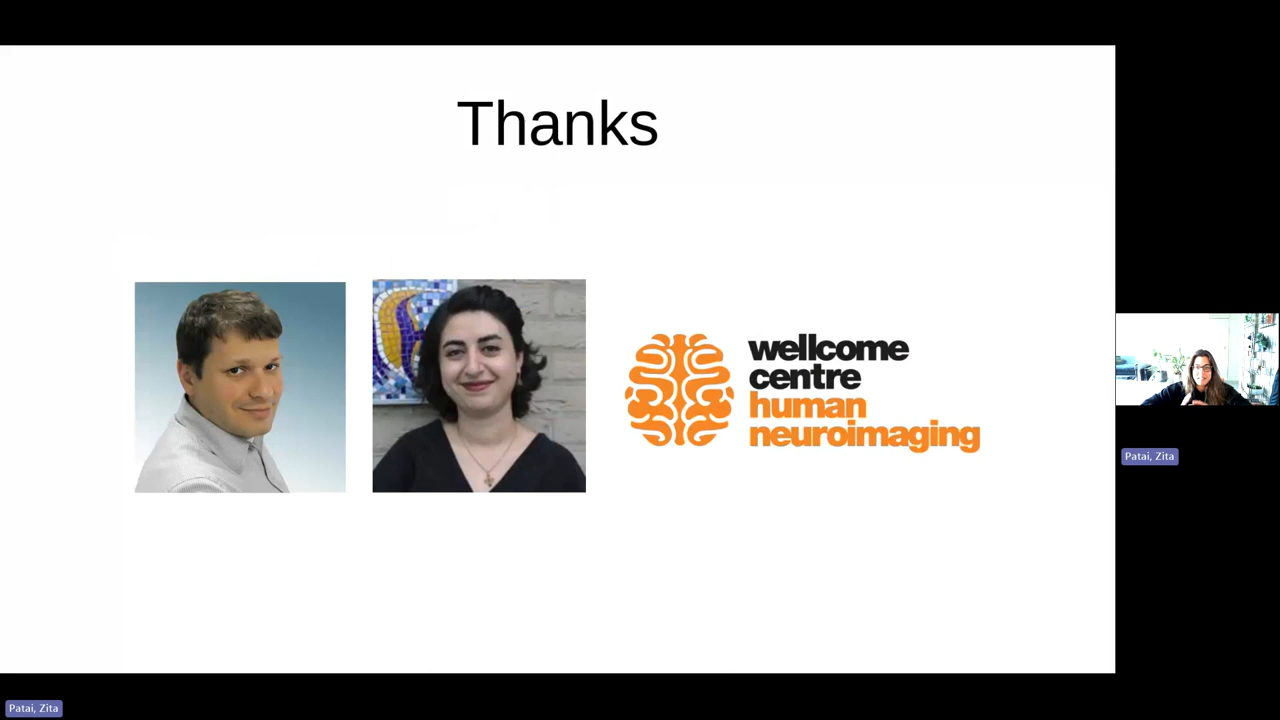 Thanks
wellcome
centre
human
neuroimaging
Patai, Zita
Patai, Zita